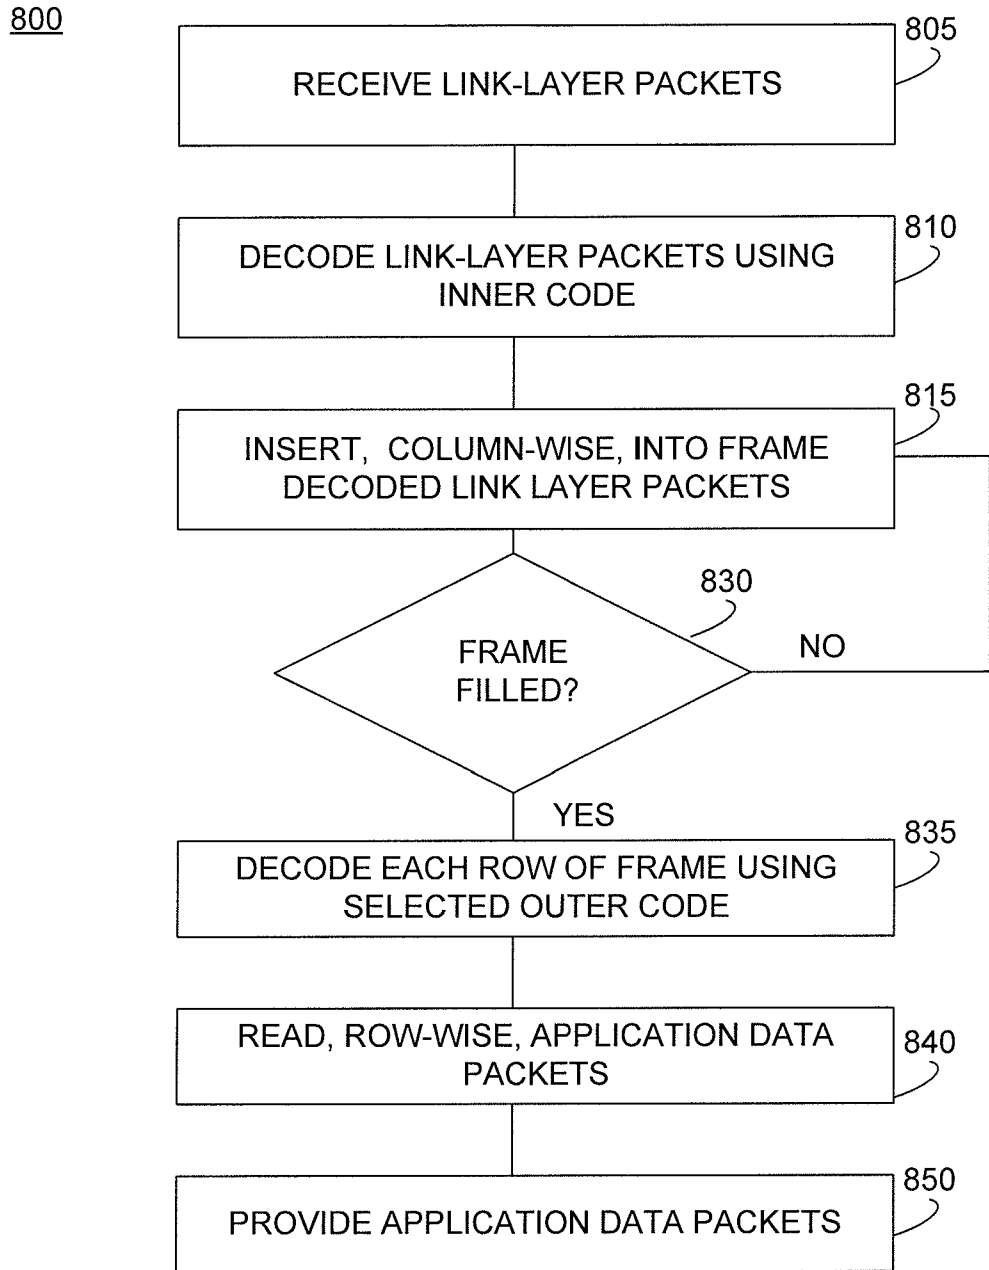 800
805
RECEIVE LINK-LAYER PACKETS
810
DECODE LINK-LAYER PACKETS USING
INNER CODE
815
INSERT, COLUMN-WISE, INTO FRAME
DECODED LINK LAYER PACKETS
830
FRAME
FILLED?
NO
YES
835
DECODE EACH ROW OF FRAME USING
SELECTED OUTER CODE
READ, ROW-WISE, APPLICATION DATA
PACKETS
840
850
PROVIDE APPLICATION DATA PACKETS